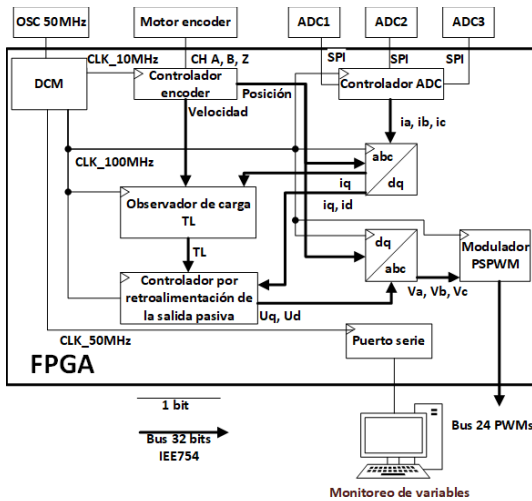 OSC 50MHz
Motor encoder
ADC1
ADC2
ADC3
CLK_10MHz
CH A, B, Z
SPI
SPI
SPI
DCM
Controlador
encoder
Posición
Controlador ADC
Velocidad
ia, ib, ic
CLK_100MHz
abc
dq
iq
iq, id
Observador de carga
TL
TL
dq
abc
Modulador
PSPWM
Controlador por
retroalimentación de
la salida pasiva
Uq, Ud
Va, Vb, Vc
CLK_50MHz
Puerto serie
FPGA
1 bit
Bus 32 bits
IEE754
Bus 24 PWMs
Monitoreo de variables